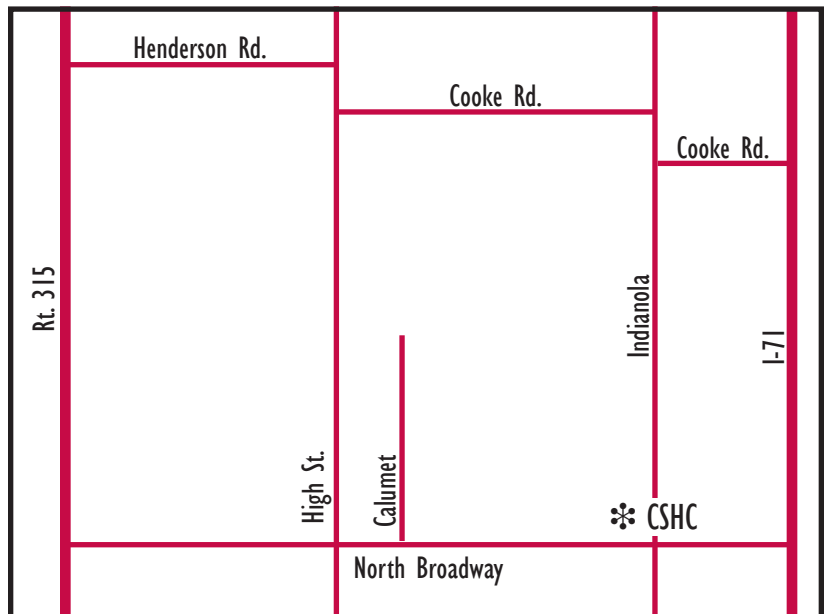 Henderson Rd.
Cooke Rd.
Cooke Rd.
Rt. 315
Indianola
I-71
High St.
Calumet
CSHC
North Broadway